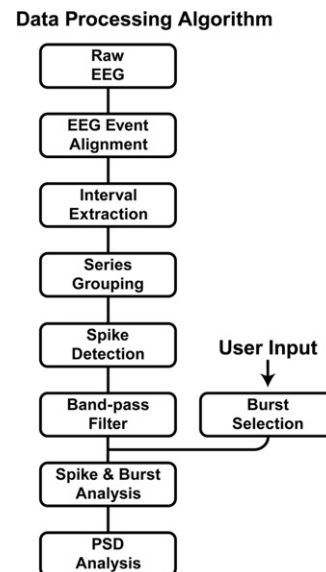 Data Processing Algorithm
Raw
EEG
EEG Event
Alignment
Interval
Extraction
Series
Grouping
Spike
Detection
User Input
Band-pass
Filter
Burst
Selection
Spike & Burst
Analysis
PSD
Analysis